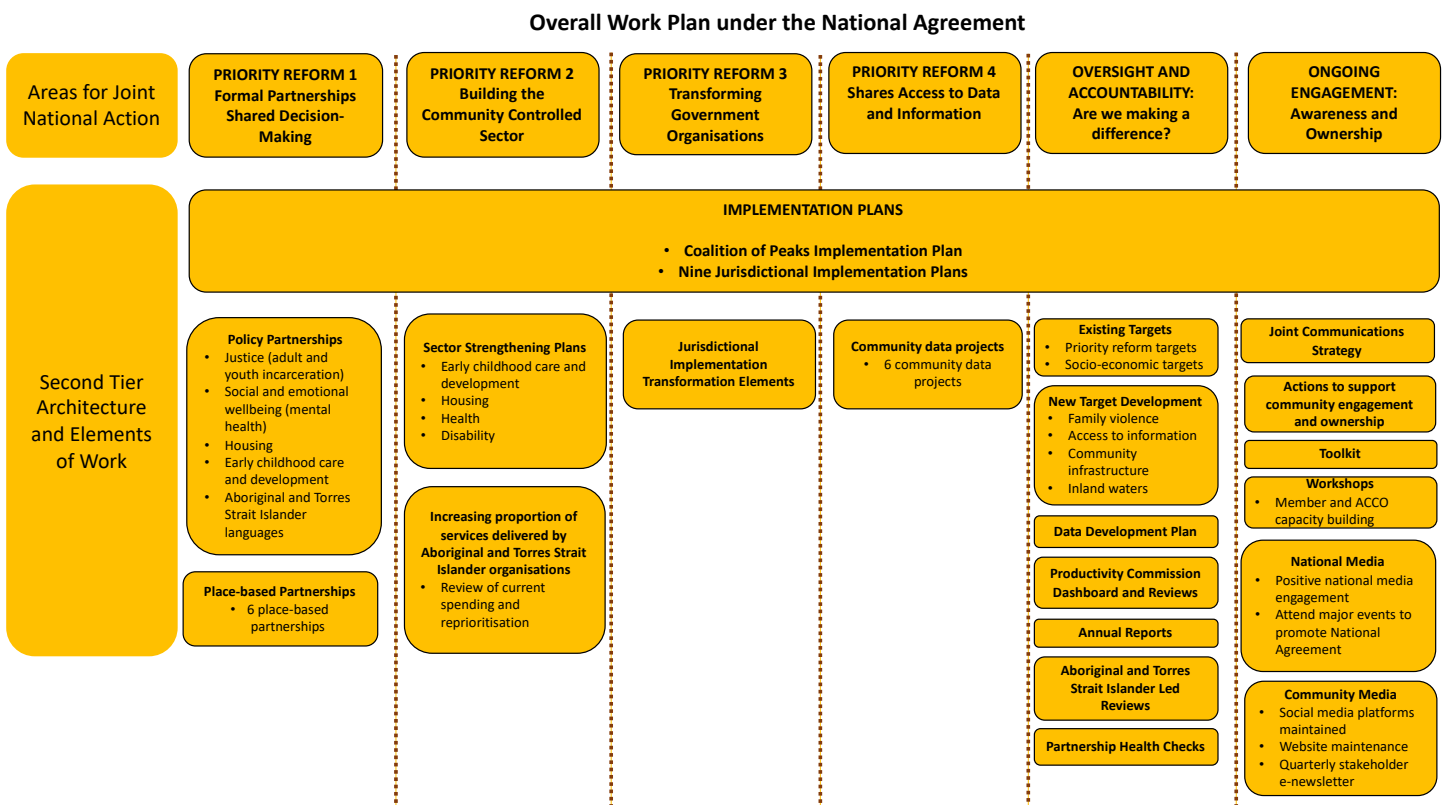 Overall Work Plan under the National Agreement
Areas for Joint
National Action
PRIORITY REFORM 1
Formal Partnerships
Shared Decision-
Making
PRIORITY REFORM 2
Building the
Community Controlled
Sector
PRIORITY REFORM 3
Transforming
Government
Organisations
PRIORITY REFORM 4
Shares Access to Data
and Information
OVERSIGHT AND
ACCOUNTABILITY:
Are we making a
difference?
ONGOING
ENGAGEMENT:
Awareness and
Ownership
Second Tier
Architecture
and Elements
of Work
IMPLEMENTATION PLANS
• Coalition of Peaks Implementation Plan
• Nine Jurisdictional Implementation Plans
Policy Partnerships
• Justice (adult and
youth incarceration)
• Social and emotional
wellbeing (mental
health)
• Housing
• Early childhood care
and development
• Aboriginal and Torres
Strait Islander
languages
Place-based Partnerships
• 6 place-based
partnerships
Sector Strengthening Plans
• Early childhood care and
development
• Housing
• Health
• Disability
Increasing proportion of
services delivered by
Aboriginal and Torres Strait
Islander organisations
• Review of current
spending and
reprioritisation
Jurisdictional
Implementation
Transformation Elements
Community data projects
• 6 community data
projects
Existing Targets
• Priority reform targets
• Socio-economic targets
New Target Development
• Family violence
• Access to information
• Community
infrastructure
• Inland waters
Data Development Plan
Productivity Commission
Dashboard and Reviews
Annual Reports
Aboriginal and Torres
Strait Islander Led
Reviews
Partnership Health Checks
Joint Communications
Strategy
Actions to support
community engagement
and ownership
Toolkit
Workshops
• Member and ACCO
capacity building
National Media
• Positive national media
engagement
• Attend major events to
promote National
Agreement
Community Media
• Social media platforms
maintained
• Website maintenance
• Quarterly stakeholder
e-newsletter